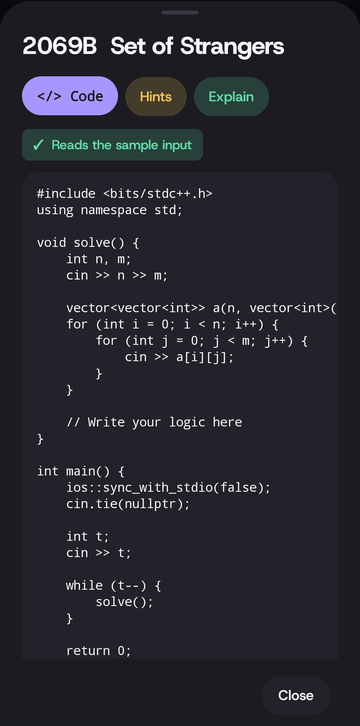 2069B Set of Strangers
</> Code Hints Explain
✓ Reads the sample input
#include <bits/stdc++.h>
using namespace std;

void solve() {
    int n, m;
    cin >> n >> m;

    vector<vector<int>> a(n, vector<int>(
    for (int i = 0; i < n; i++) {
        for (int j = 0; j < m; j++) {
            cin >> a[i][j];
        }
    }

    // Write your logic here
}

int main() {
    ios::sync_with_stdio(false);
    cin.tie(nullptr);

    int t;
    cin >> t;

    while (t--) {
        solve();
    }

    return 0;
Close